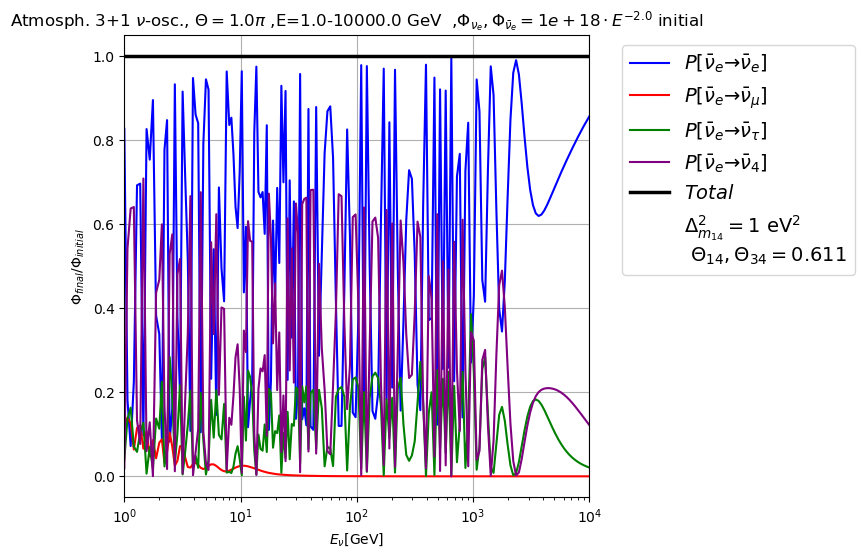 Atmosph. 3+1 ν-osc., Θ = 1.0π ,E=1.0-10000.0 GeV ,Φ_{ν_e}, Φ_{ν̄_e} = 1e + 18 · E^{−2.0} initial
1.0
0.8
0.6
0.4
0.2
0.0
Φ_{final}/Φ_{initial}
10^0 10^1 10^2 10^3 10^4
E_ν[GeV]
P[ν̄_e→ν̄_e]
P[ν̄_e→ν̄_μ]
P[ν̄_e→ν̄_τ]
P[ν̄_e→ν̄_4]
Total
Δ^2_{m_{14}} = 1 eV^2
Θ_{14}, Θ_{34} = 0.611